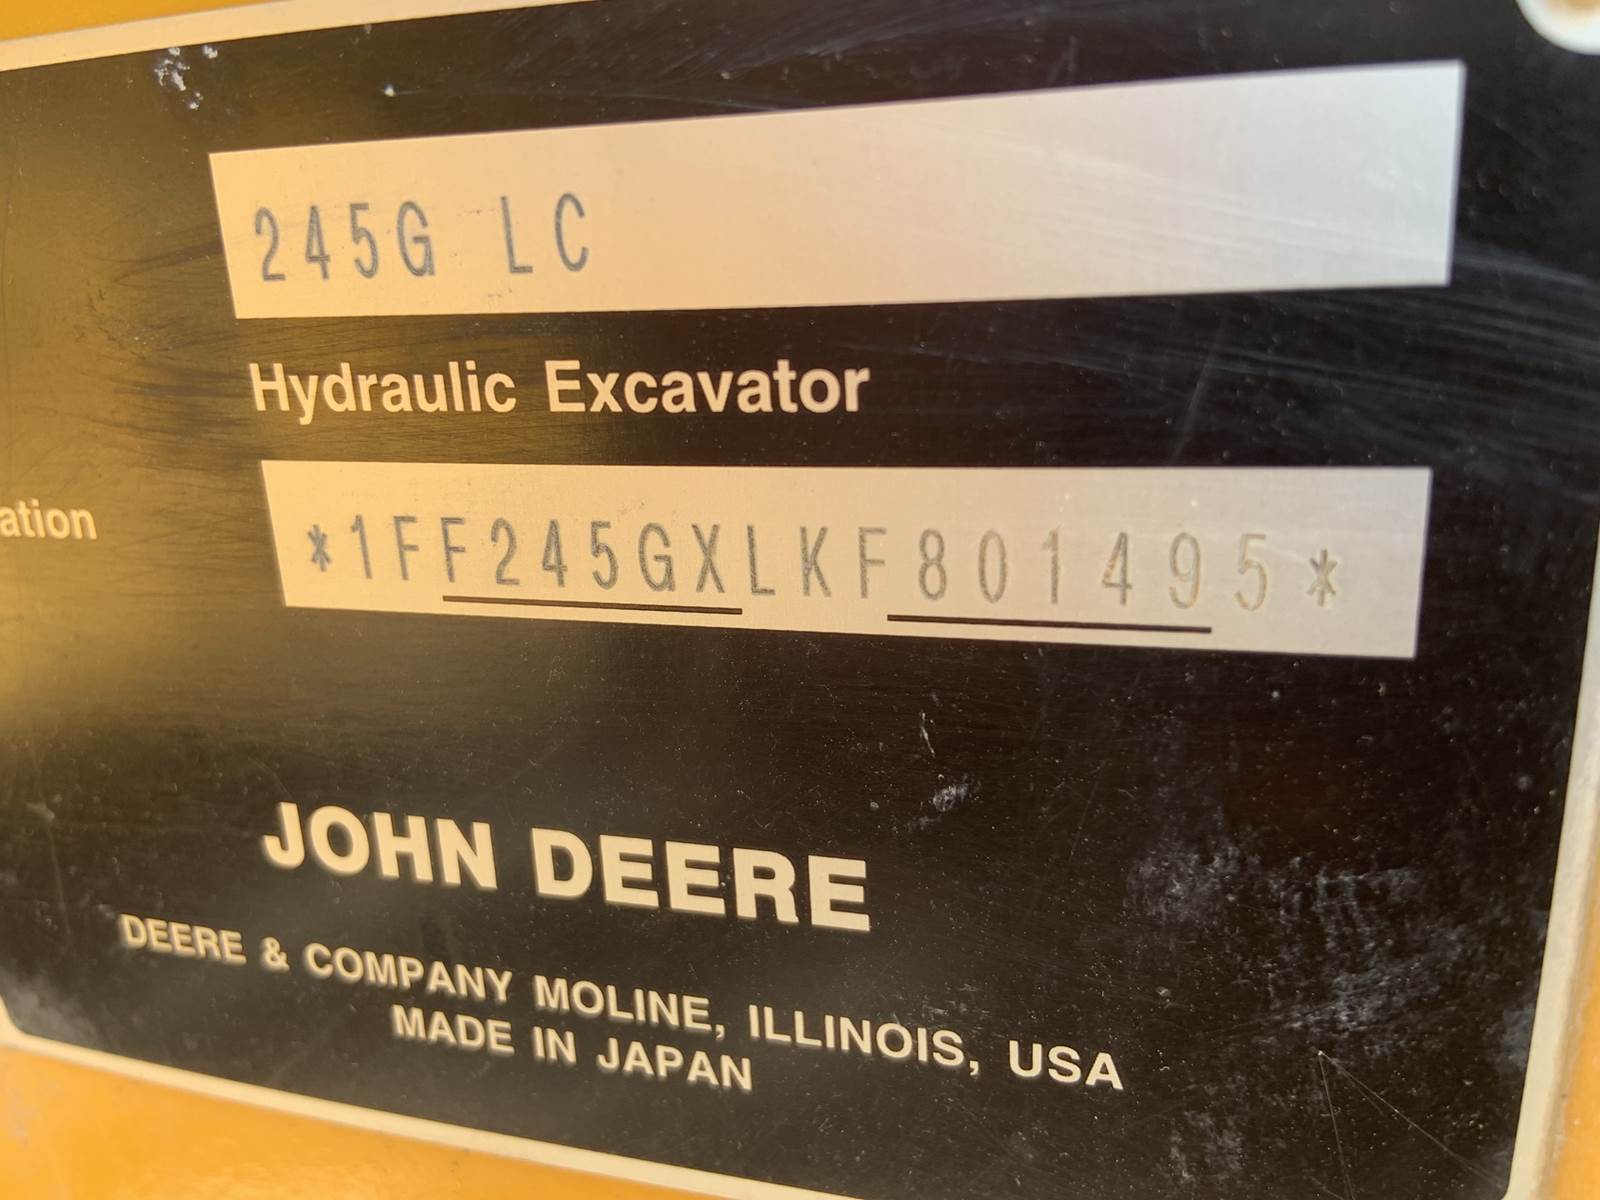 245G LC
Hydraulic Excavator
ation
*1FF245GXLKF801495*
JOHN DEERE
DEERE & COMPANY MOLINE, ILLINOIS, USA
MADE IN JAPAN